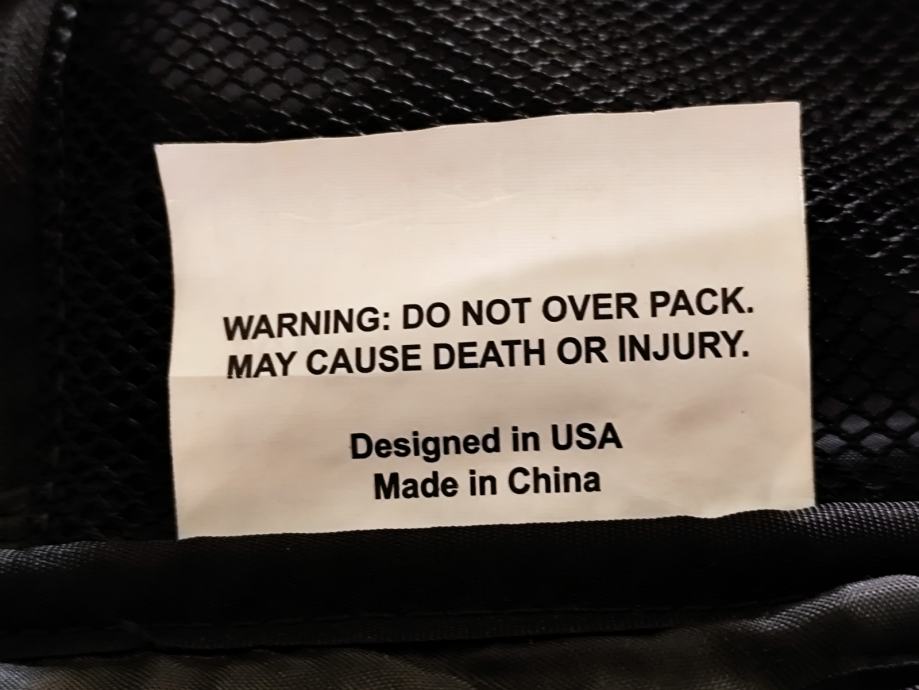 WARNING: DO NOT OVER PACK.
MAY CAUSE DEATH OR INJURY.
Designed in USA
Made in China